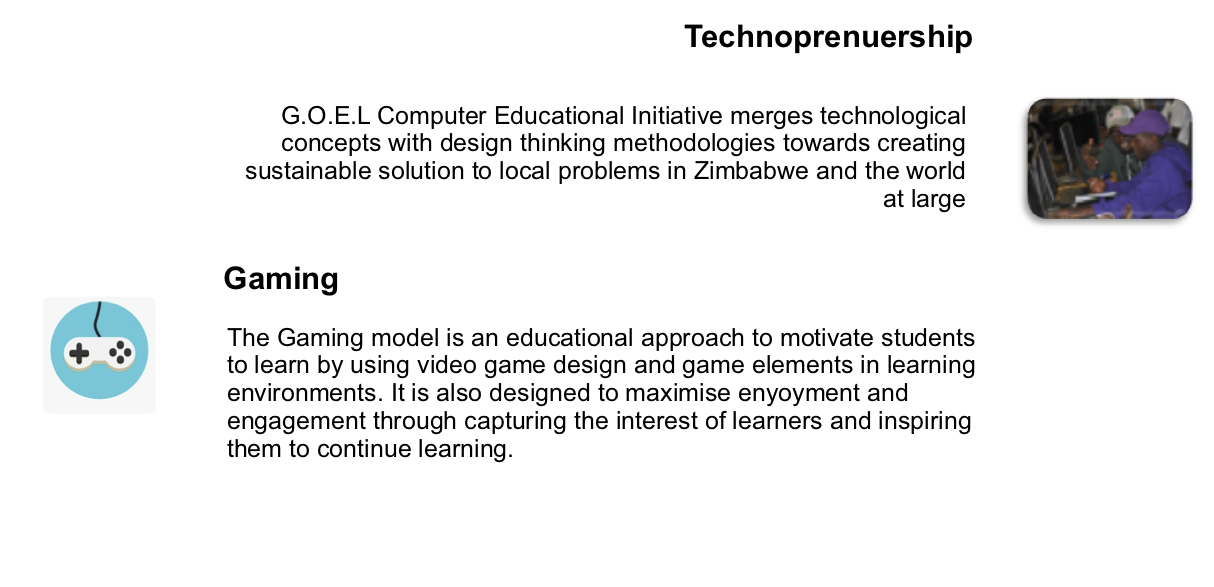 Technoprenuership
G.O.E.L Computer Educational Initiative merges technological
concepts with design thinking methodologies towards creating
sustainable solution to local problems in Zimbabwe and the world
at large
Gaming
The Gaming model is an educational approach to motivate students
to learn by using video game design and game elements in learning
environments. It is also designed to maximise enyoyment and
engagement through capturing the interest of learners and inspiring
them to continue learning.